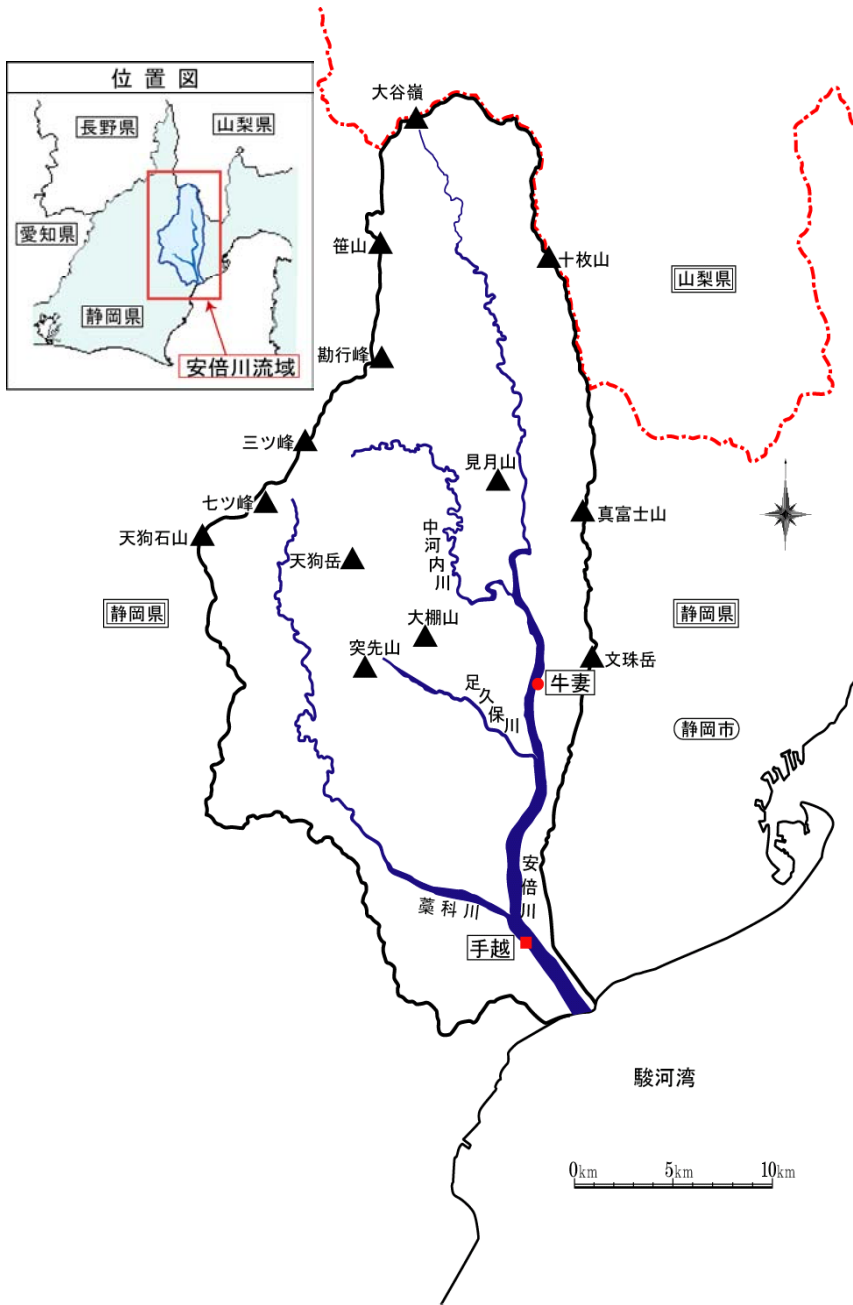 位置図
長野県
山梨県
愛知県
静岡県
安倍川流域
大谷嶺
笹山
十枚山
山梨県
勘行峰
三ツ峰
見月山
七ツ峰
真富士山
天狗石山
中河内川
天狗岳
静岡県
静岡県
大棚山
突先山
文珠岳
足久保川
牛妻
静岡市
安倍川
藁科川
手越
駿河湾
0km 5km 10km